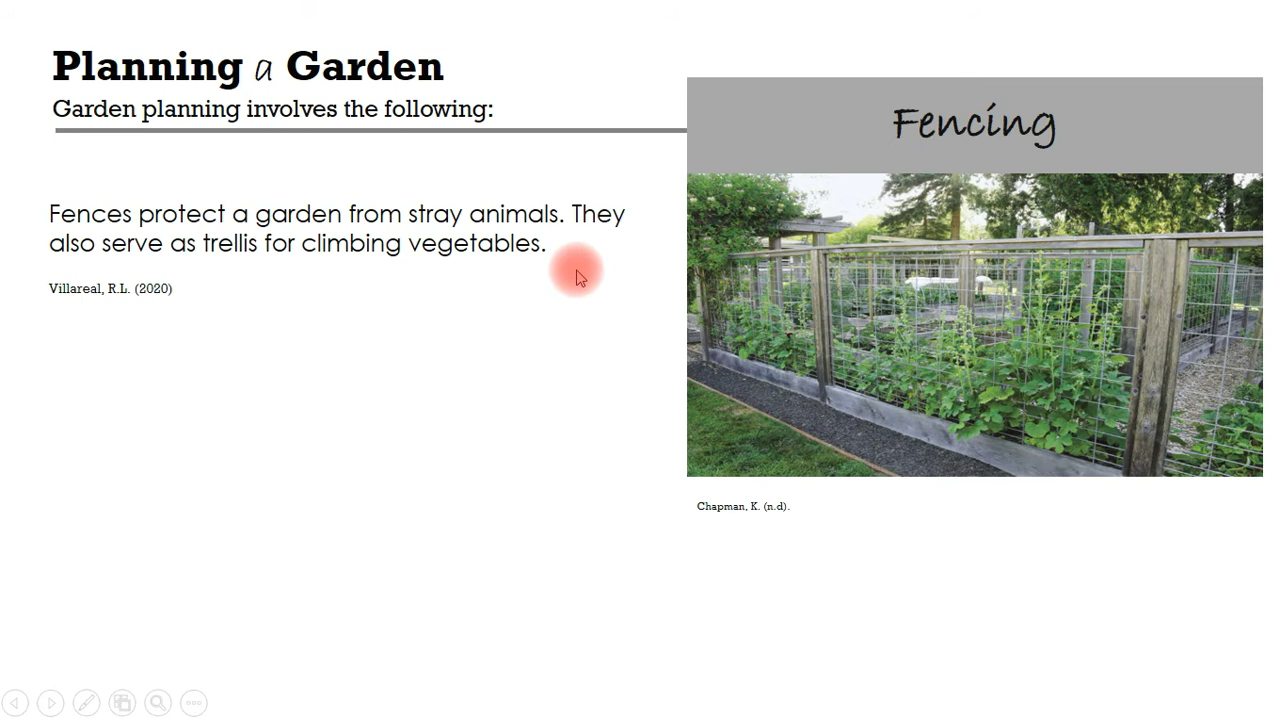 Planning a Garden
Garden planning involves the following:
Fencing
Fences protect a garden from stray animals. They
also serve as trellis for climbing vegetables.
Villareal, R.L. (2020)
Chapman, K. (n.d).